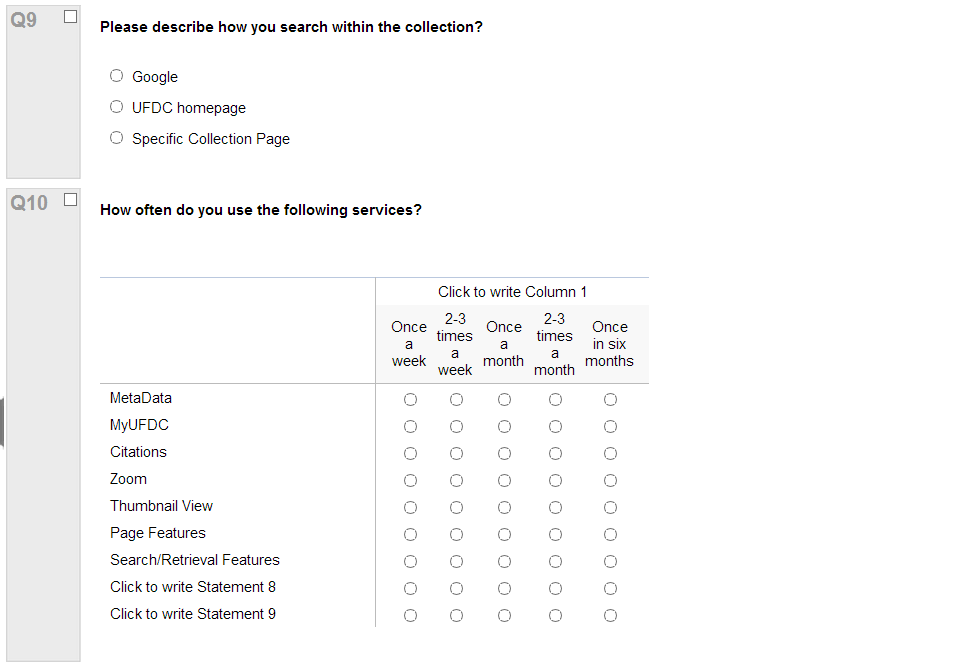 Q9
Please describe how you search within the collection?
Google
UFDC homepage
Specific Collection Page
Q10
How often do you use the following services?
Click to write Column 1
Once a week
2-3 times a week
Once a month
2-3 times a month
Once in six months
MetaData
MyUFDC
Citations
Zoom
Thumbnail View
Page Features
Search/Retrieval Features
Click to write Statement 8
Click to write Statement 9